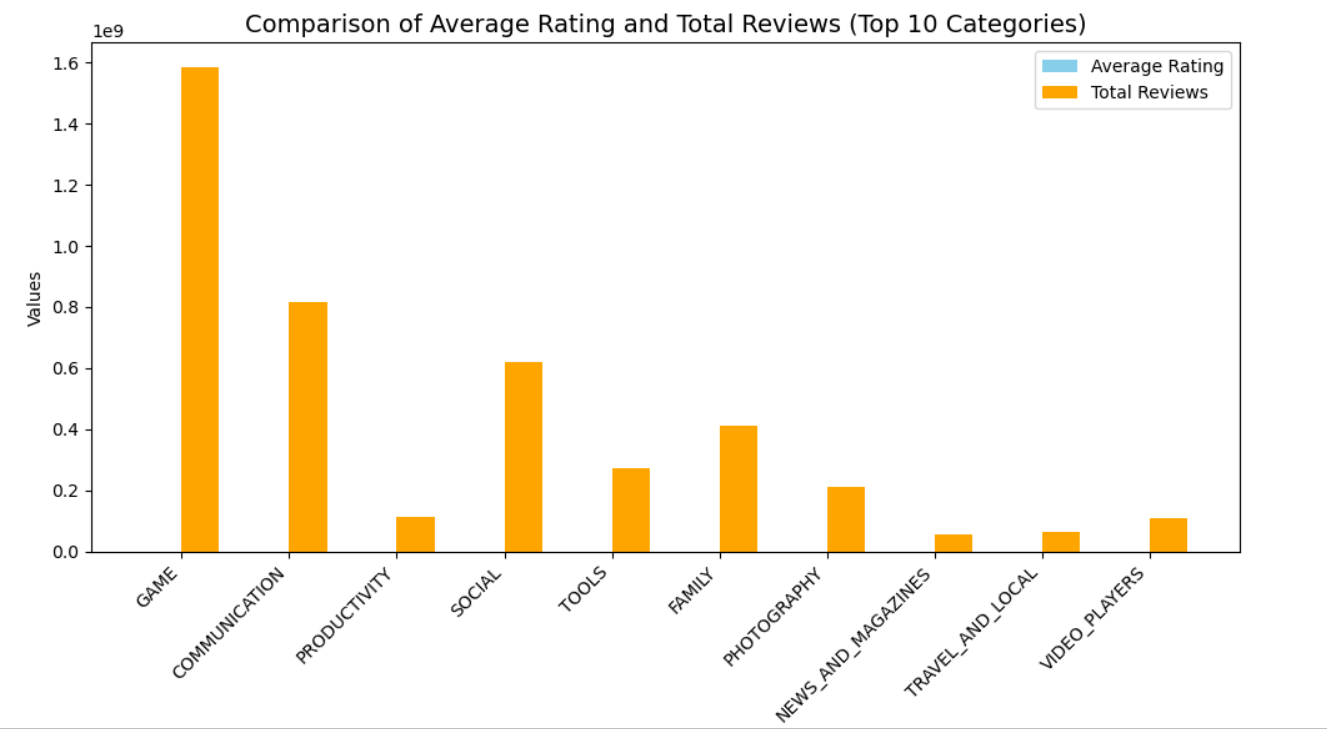 Comparison of Average Rating and Total Reviews (Top 10 Categories)
1e9
1.6
1.4
1.2
1.0
0.8
0.6
0.4
0.2
0.0
Values
Average Rating
Total Reviews
GAME
COMMUNICATION
PRODUCTIVITY
SOCIAL
TOOLS
FAMILY
PHOTOGRAPHY
NEWS_AND_MAGAZINES
TRAVEL_AND_LOCAL
VIDEO_PLAYERS